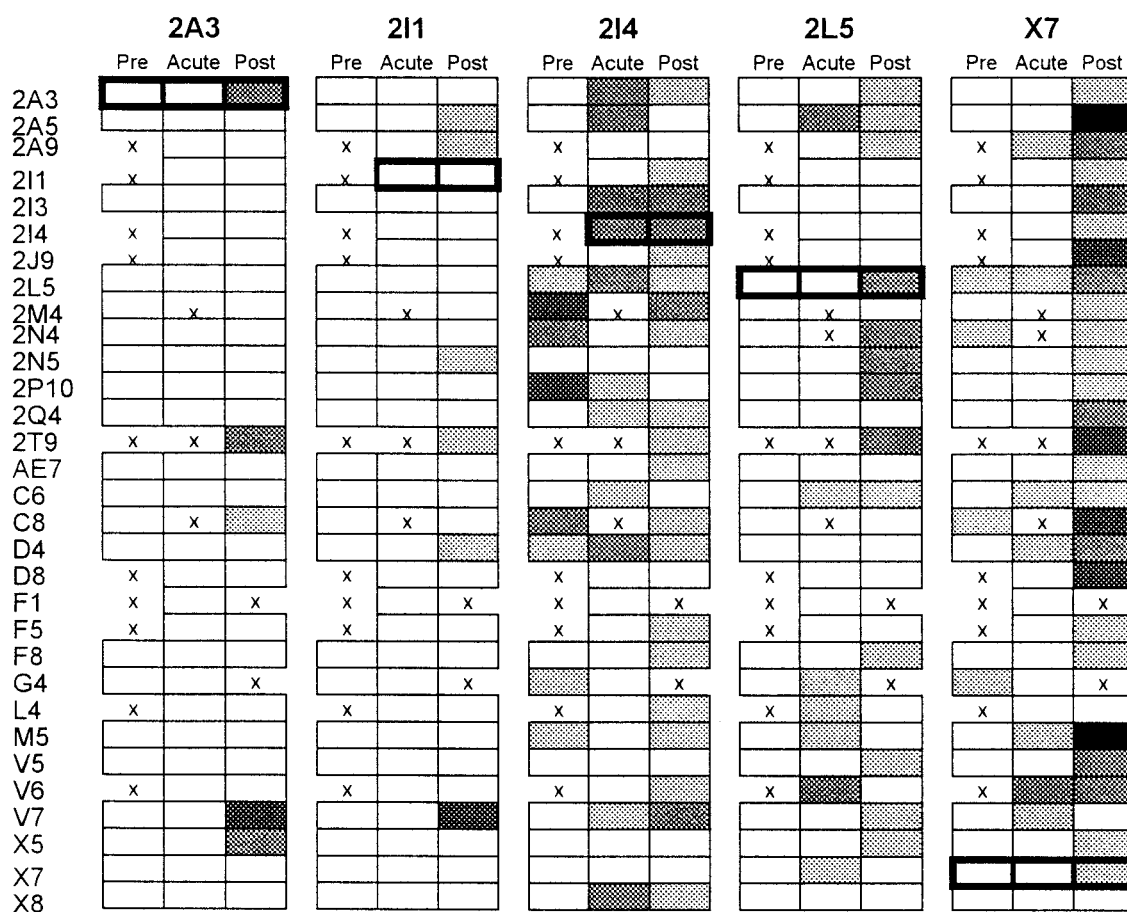 2A3 2I1 2I4 2L5 X7
Pre Acute Post Pre Acute Post Pre Acute Post Pre Acute Post Pre Acute Post
2A3
2A5
2A9 x x x x x
2I1 x x x x x
2I3
2I4 x x x x x
2J9 x x x x x
2L5
2M4 x x x x x
2N4 x x
2N5
2P10
2Q4
2T9 x x x x x x x x x x
AE7
C6
C8 x x x x x
D4
D8 x x x x x
F1 x x x x x x x x x x
F5 x x x x x
F8
G4 x x x x x
L4 x x x x x
M5
V5
V6 x x x x x
V7
X5
X7
X8